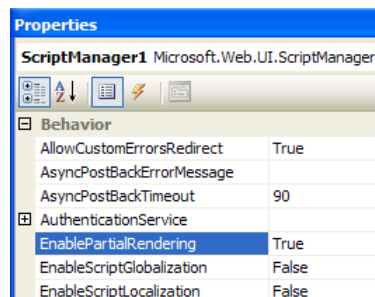 Properties
ScriptManager1 Microsoft.Web.UI.ScriptManager
Behavior
AllowCustomErrorsRedirect True
AsyncPostBackErrorMessage
AsyncPostBackTimeout 90
AuthenticationService
EnablePartialRendering True
EnableScriptGlobalization False
EnableScriptLocalization False